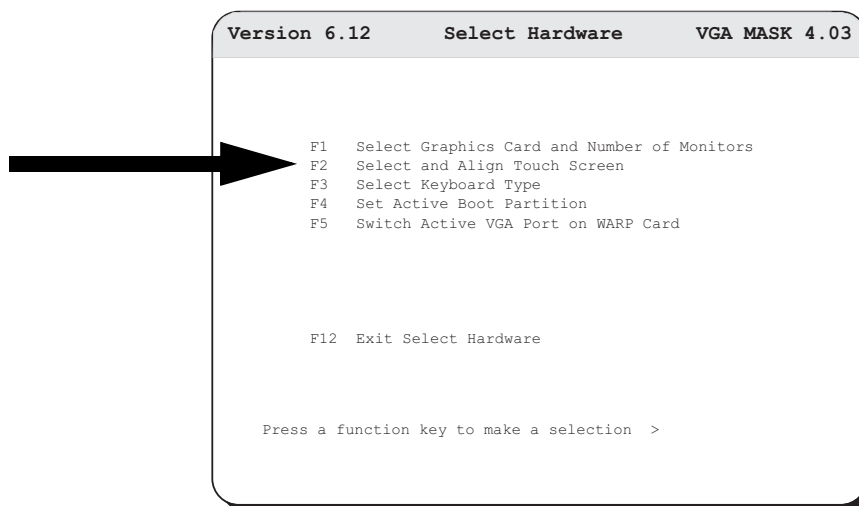 Version 6.12 Select Hardware VGA MASK 4.03
F1 Select Graphics Card and Number of Monitors
F2 Select and Align Touch Screen
F3 Select Keyboard Type
F4 Set Active Boot Partition
F5 Switch Active VGA Port on WARP Card
F12 Exit Select Hardware
Press a function key to make a selection >